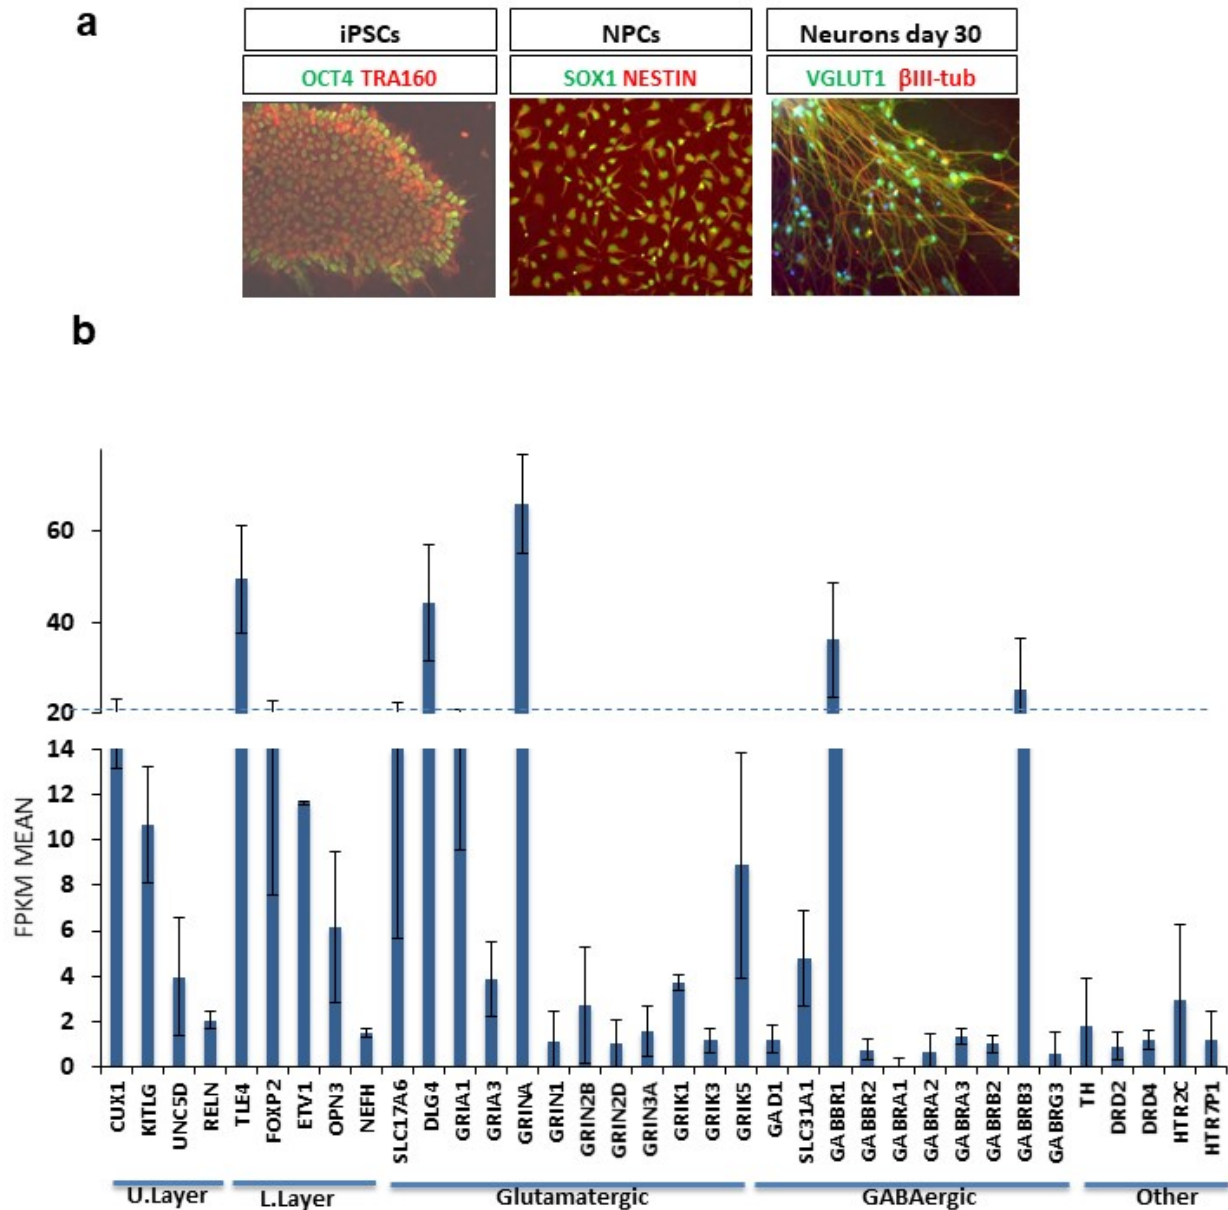 a
iPSCs NPCs Neurons day 30
OCT4 TRA160 SOX1 NESTIN VGLUT1 βIII-tub
b
60
40
20
14
12
10
8
6
4
2
0
FPKM MEAN
CUX1 KITLG UNC5D RELN TLE4 FOXP2 ETV1 OPN3 NEFH SLC17A6 DLG4 GRIA1 GRIA3 GRINA GRIN1 GRIN2B GRIN2D GRIN3A GRIK1 GRIK3 GRIK5 GAD1 SLC31A1 GABBR1 GABBR2 GABRA1 GABRA2 GABRA3 GABRB2 GABRB3 GABRG3 TH DRD2 DRD4 HTR2C HTR7P1
U.Layer L.Layer Glutamatergic GABAergic Other